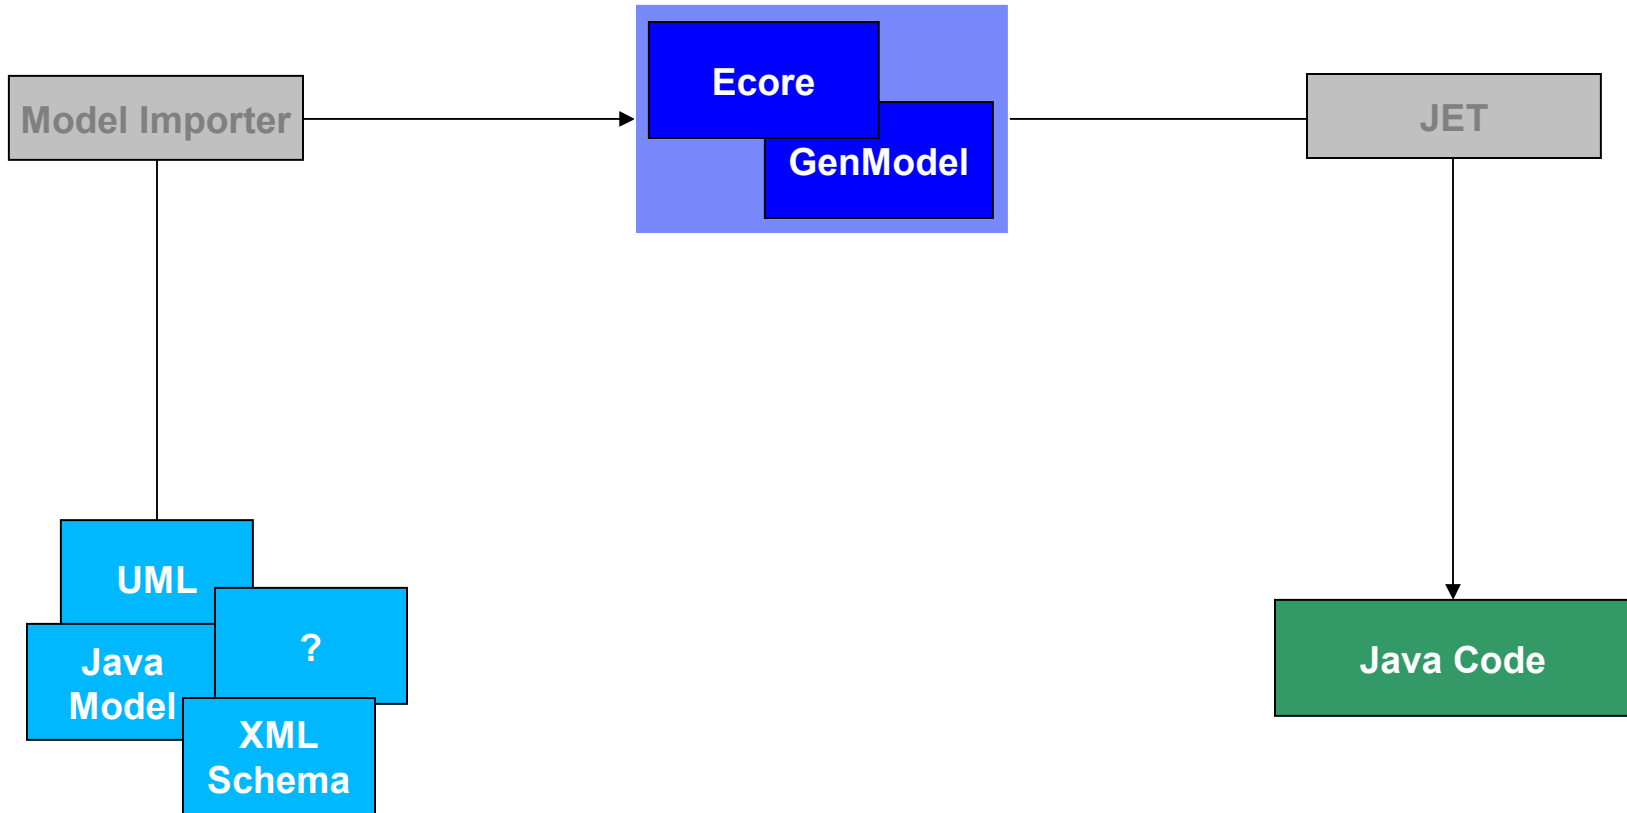 Model Importer
Ecore
GenModel
JET
UML
?
Java
Model
XML
Schema
Java Code